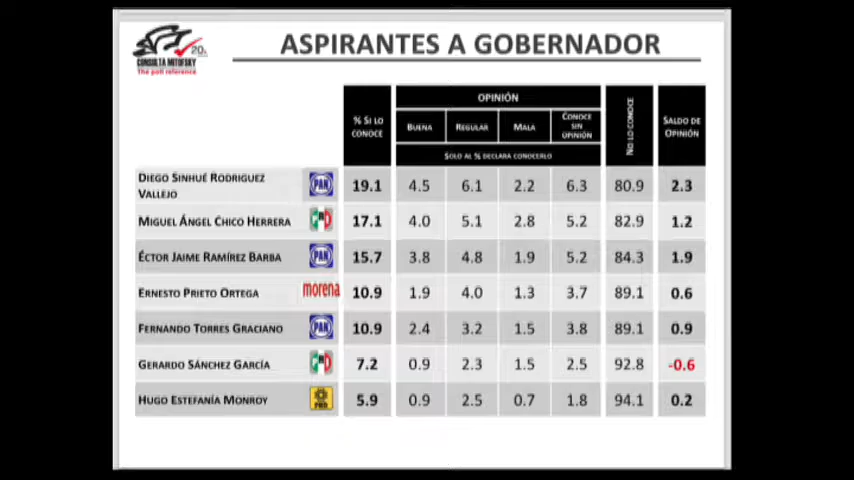 20.
CONSULTA MITOFSKY
The poll reference
ASPIRANTES A GOBERNADOR
% SI LO CONOCE
OPINIÓN
NO LO CONOCE
SALDO DE OPINIÓN
BUENA REGULAR MALA CONOCE SIN OPINIÓN
SOLO AL % DECLARA CONOCERLO
DIEGO SINHUÉ RODRIGUEZ
VALLEJO PAN 19.1 4.5 6.1 2.2 6.3 80.9 2.3
MIGUEL ÁNGEL CHICO HERRERA PRD 17.1 4.0 5.1 2.8 5.2 82.9 1.2
ÉCTOR JAIME RAMÍREZ BARBA PAN 15.7 3.8 4.8 1.9 5.2 84.3 1.9
ERNESTO PRIETO ORTEGA morena 10.9 1.9 4.0 1.3 3.7 89.1 0.6
FERNANDO TORRES GRACIANO PAN 10.9 2.4 3.2 1.5 3.8 89.1 0.9
GERARDO SÁNCHEZ GARCÍA 7.2 0.9 2.3 1.5 2.5 92.8 -0.6
HUGO ESTEFANÍA MONROY PRD 5.9 0.9 2.5 0.7 1.8 94.1 0.2